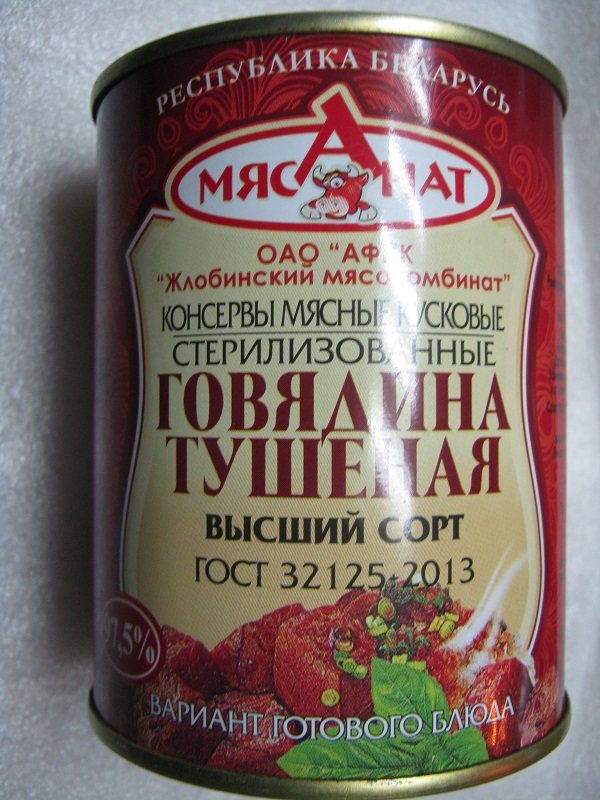 РЕСПУБЛИКА БЕЛАРУСЬ
МЯСАНАТ
ОАО "АФПК
"Жлобинский мясокомбинат"
КОНСЕРВЫ МЯСНЫЕ КУСКОВЫЕ
СТЕРИЛИЗОВАННЫЕ
ГОВЯДИНА
ТУШЕНАЯ
ВЫСШИЙ СОРТ
ГОСТ 32125-2013
97,5%
ВАРИАНТ ГОТОВОГО БЛЮДА